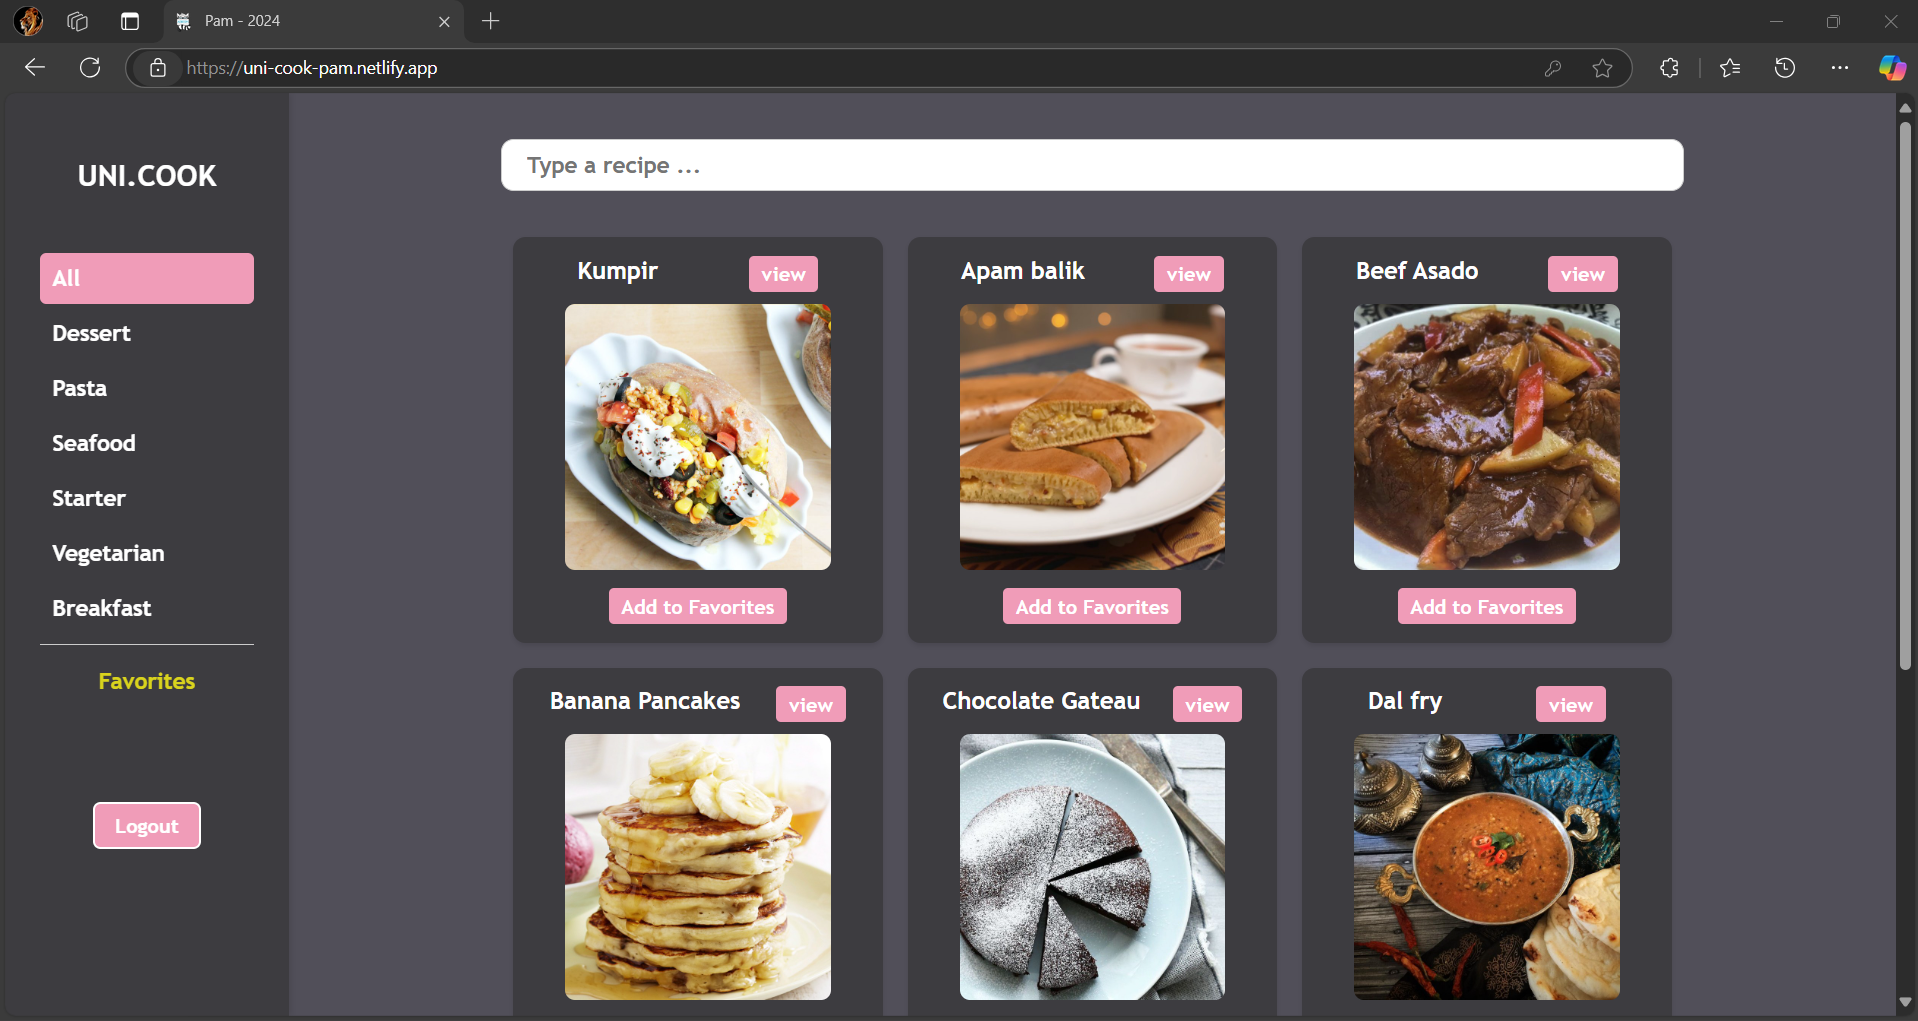 Pam - 2024
https://uni-cook-pam.netlify.app
UNI.COOK
All
Dessert
Pasta
Seafood
Starter
Vegetarian
Breakfast
Favorites
Logout
Type a recipe ...
Kumpir view
Apam balik view
Beef Asado view
Add to Favorites
Add to Favorites
Add to Favorites
Banana Pancakes view
Chocolate Gateau view
Dal fry view